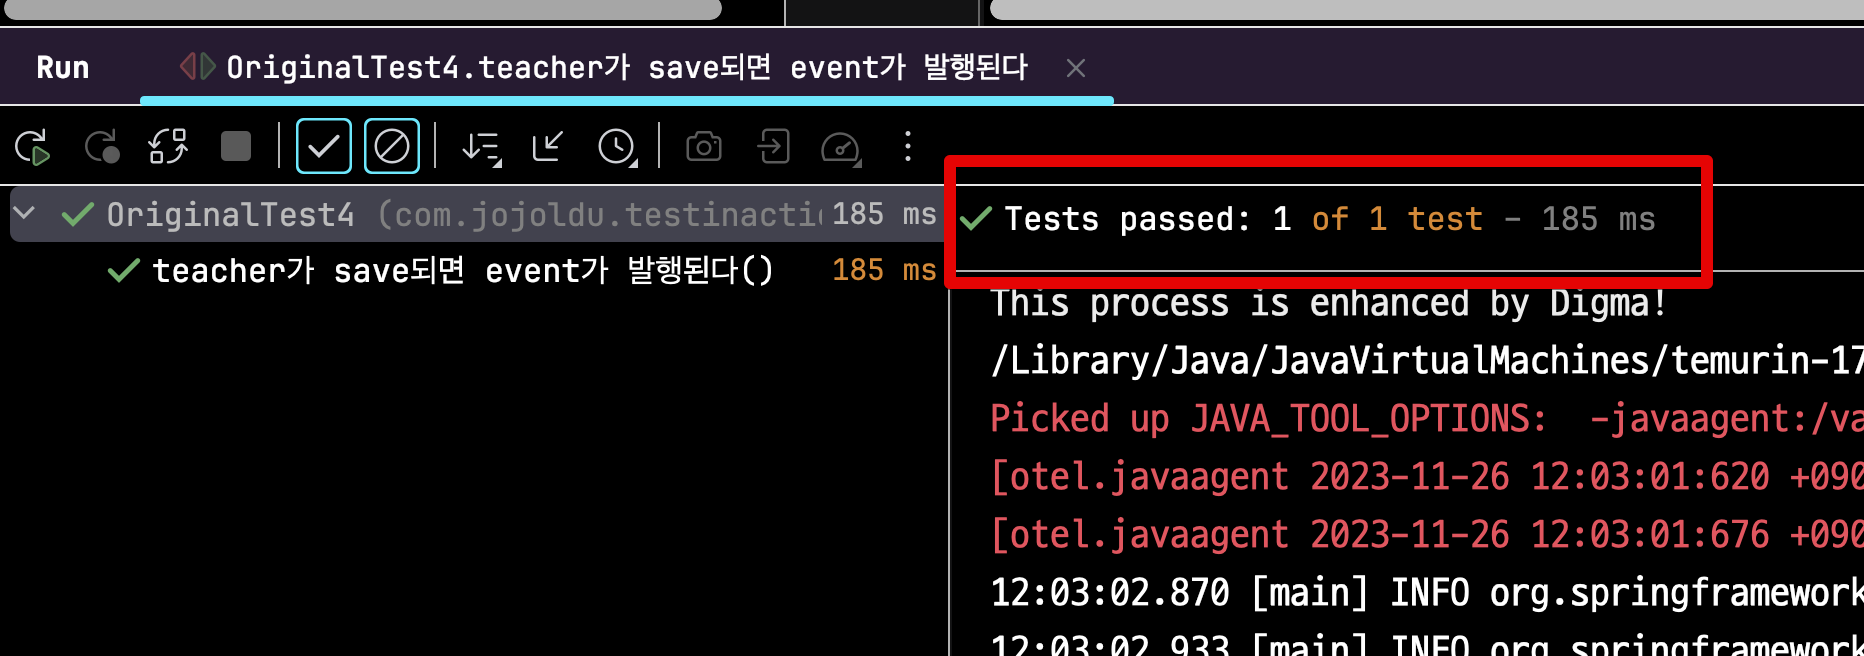 Run OriginalTest4.teacher가 save되면 event가 발행된다
OriginalTest4 (com.jojoldu.testinactic 185 ms
teacher가 save되면 event가 발행된다() 185 ms
Tests passed: 1 of 1 test – 185 ms
This process is enhanced by Digma!
/Library/Java/JavaVirtualMachines/temurin-17
Picked up JAVA_TOOL_OPTIONS: -javaagent:/va
[otel.javaagent 2023-11-26 12:03:01:620 +090
[otel.javaagent 2023-11-26 12:03:01:676 +090
12:03:02.870 [main] INFO org.springframework
12:03:02.933 [main] INFO org.springframework